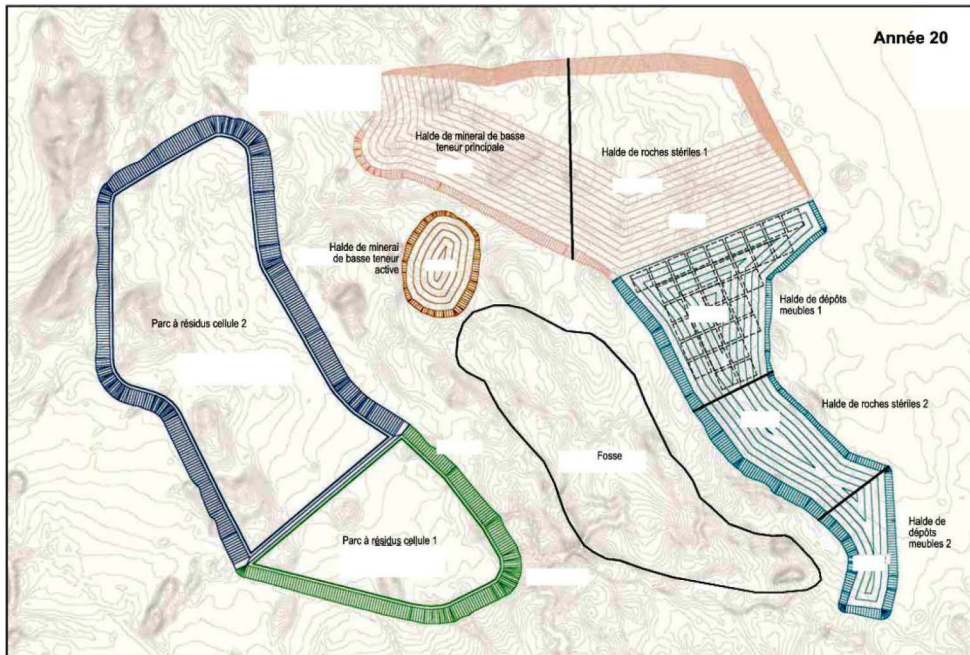 Année 20
Halde de minerai de basse
teneur principale
Halde de roches stériles 1
Halde de minerai
de basse teneur
active
Halde de dépôts
meubles 1
Parc à résidus cellule 2
Halde de roches stériles 2
Fosse
Halde de
dépôts
meubles 2
Parc à résidus cellule 1